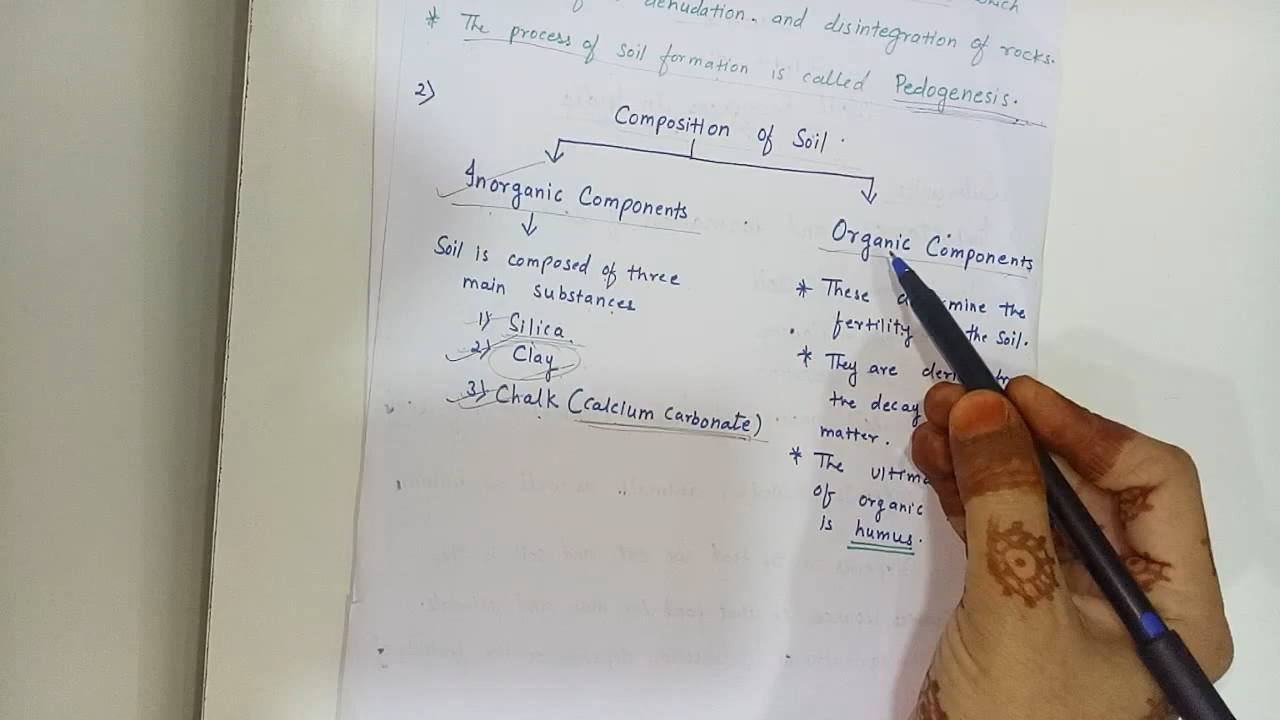 denudation. and disintegration of rocks.
* The process of soil formation is called Pedogenesis.
2)
Composition of Soil.
Inorganic Components
Soil is composed of three
main substances
1) Silica.
2) Clay
3) Chalk (calcium carbonate)
Organic Components
* These the
fertility the soil.
* They are
the decay
matter.
* The
of organic
is humus.